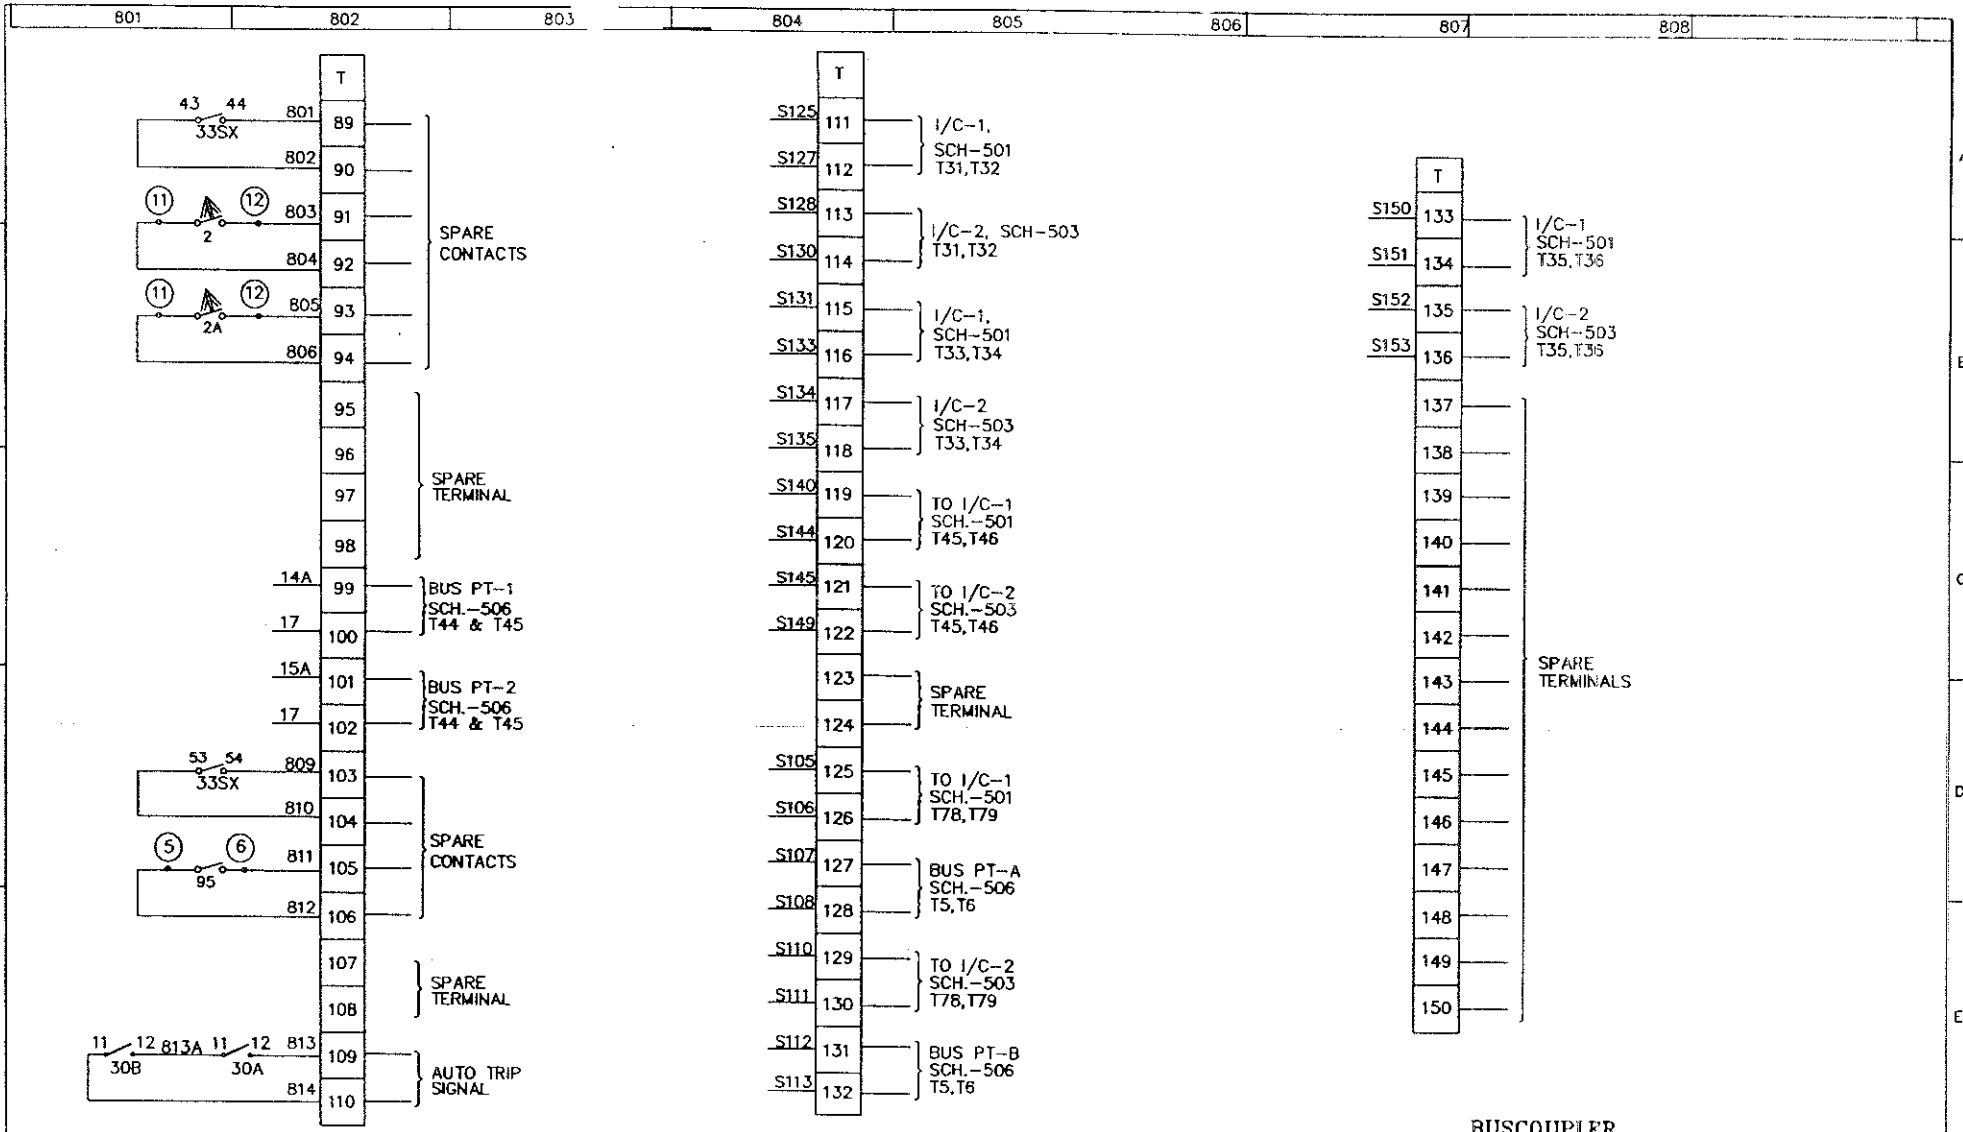 801 802 803 804 805 806 807 808
T
43 44 801 89
33SX
802 90
11 12 803 91
2
804 92
SPARE
CONTACTS
11 12 805 93
2A
806 94
95
96
97
98
SPARE
TERMINAL
14A 99
17 100
BUS PT-1
SCH.-506
T44 & T45
15A 101
17 102
BUS PT-2
SCH.-506
T44 & T45
53 54 809 103
33SX
810 104
5 6 811 105
95
812 106
SPARE
CONTACTS
107
108
SPARE
TERMINAL
11 12 813A 11 12 813 109
30B 30A
814 110
AUTO TRIP
SIGNAL
T
S125 111
S127 112
I/C-1,
SCH-501
T31,T32
S128 113
S130 114
I/C-2, SCH-503
T31,T32
S131 115
S133 116
I/C-1,
SCH-501
T33,T34
S134 117
S135 118
I/C-2
SCH-503
T33,T34
S140 119
S144 120
TO I/C-1
SCH.-501
T45,T46
S145 121
S149 122
TO I/C-2
SCH.-503
T45,T46
123
124
SPARE
TERMINAL
S105 125
S106 126
TO I/C-1
SCH.-501
T78,T79
S107 127
S108 128
BUS PT-A
SCH.-506
T5,T6
S110 129
S111 130
TO I/C-2
SCH.-503
T78,T79
S112 131
S113 132
BUS PT-B
SCH.-506
T5,T6
T
S150 133
S151 134
I/C-1
SCH-501
T35,T36
S152 135
S153 136
I/C-2
SCH-503
T35,T36
137
138
139
140
141
142
143
144
145
146
147
148
149
150
SPARE
TERMINALS
A
B
C
D
E
BUSCOUPLER